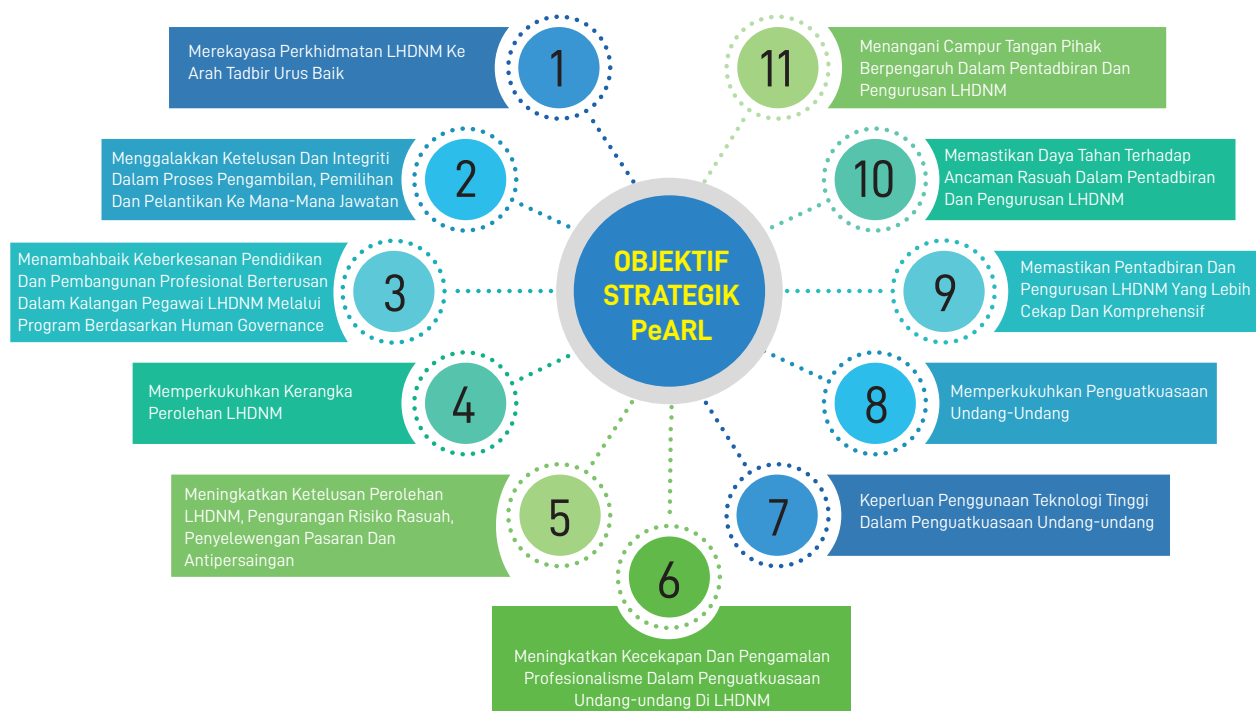 1
Merekayasa Perkhidmatan LHDNM Ke
Arah Tadbir Urus Baik
2
Menggalakkan Ketelusan Dan Integriti
Dalam Proses Pengambilan, Pemilihan
Dan Pelantikan Ke Mana-Mana Jawatan
3
Menambahbaik Keberkesanan Pendidikan
Dan Pembangunan Profesional Berterusan
Dalam Kalangan Pegawai LHDNM Melalui
Program Berdasarkan Human Governance
4
Memperkukuhkan Kerangka
Perolehan LHDNM
5
Meningkatkan Ketelusan Perolehan
LHDNM, Pengurangan Risiko Rasuah,
Penyelewengan Pasaran Dan
Antipersaingan
6
Meningkatkan Kecekapan Dan Pengamalan
Profesionalisme Dalam Penguatkuasaan
Undang-undang Di LHDNM
7
Keperluan Penggunaan Teknologi Tinggi
Dalam Penguatkuasaan Undang-undang
8
Memperkukuhkan Penguatkuasaan
Undang-Undang
9
Memastikan Pentadbiran Dan
Pengurusan LHDNM Yang Lebih
Cekap Dan Komprehensif
10
Memastikan Daya Tahan Terhadap
Ancaman Rasuah Dalam Pentadbiran
Dan Pengurusan LHDNM
11
Menangani Campur Tangan Pihak
Berpengaruh Dalam Pentadbiran Dan
Pengurusan LHDNM
OBJEKTIF
STRATEGIK
PeARL